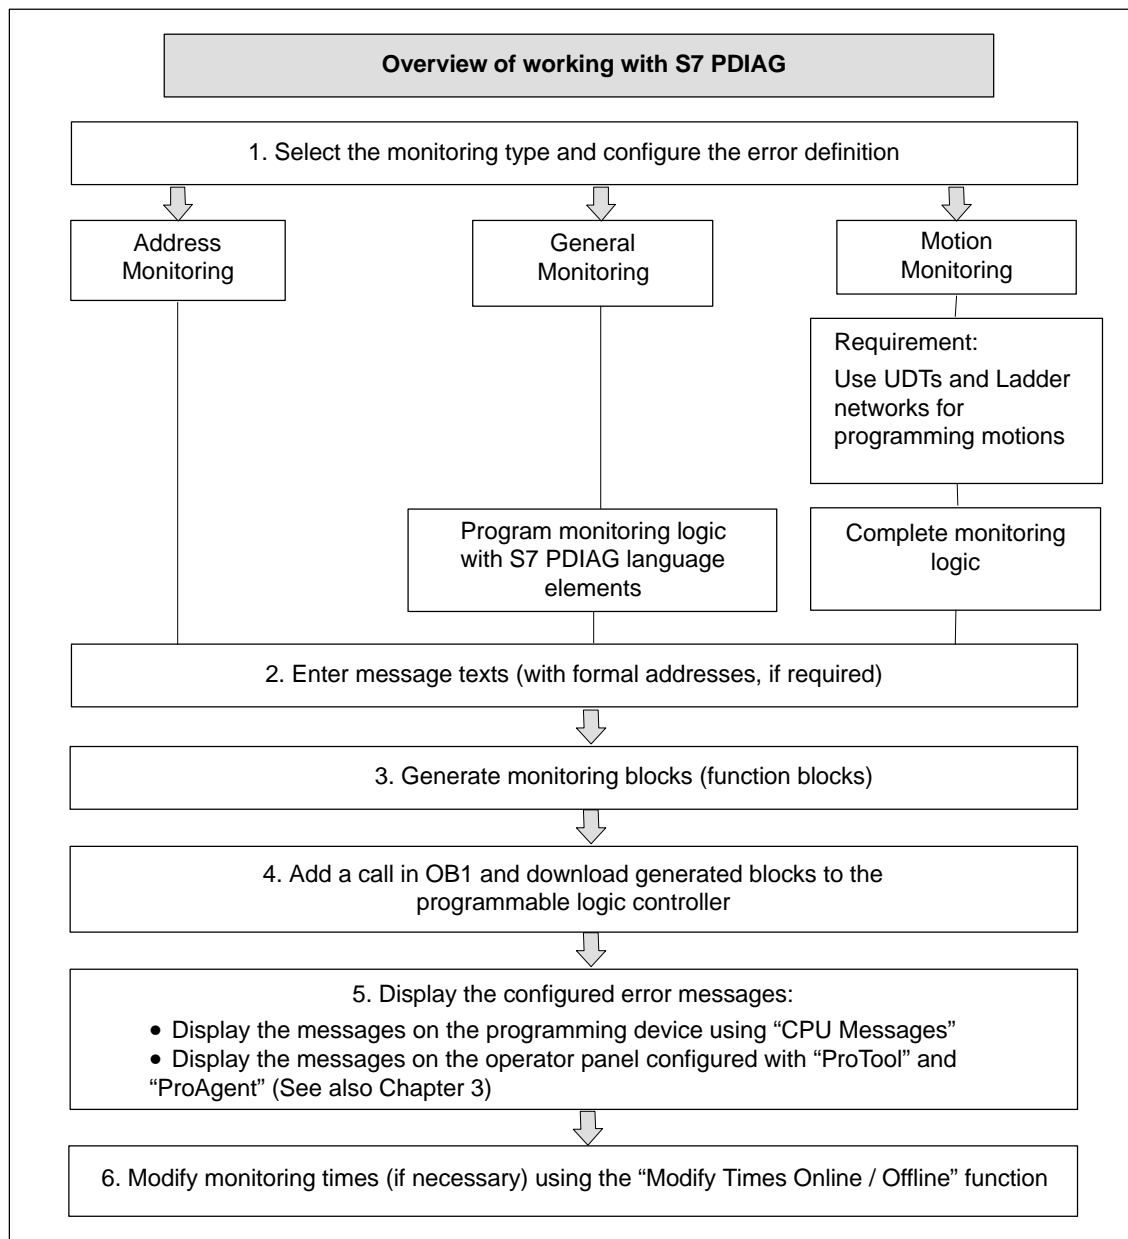 Overview of working with S7 PDIAG
1. Select the monitoring type and configure the error definition
Address
Monitoring
General
Monitoring
Motion
Monitoring
Requirement:
Use UDTs and Ladder
networks for
programming motions
Program monitoring logic
with S7 PDIAG language
elements
Complete monitoring
logic
2. Enter message texts (with formal addresses, if required)
3. Generate monitoring blocks (function blocks)
4. Add a call in OB1 and download generated blocks to the
programmable logic controller
5. Display the configured error messages:
• Display the messages on the programming device using “CPU Messages”
• Display the messages on the operator panel configured with “ProTool” and
“ProAgent” (See also Chapter 3)
6. Modify monitoring times (if necessary) using the “Modify Times Online / Offline” function